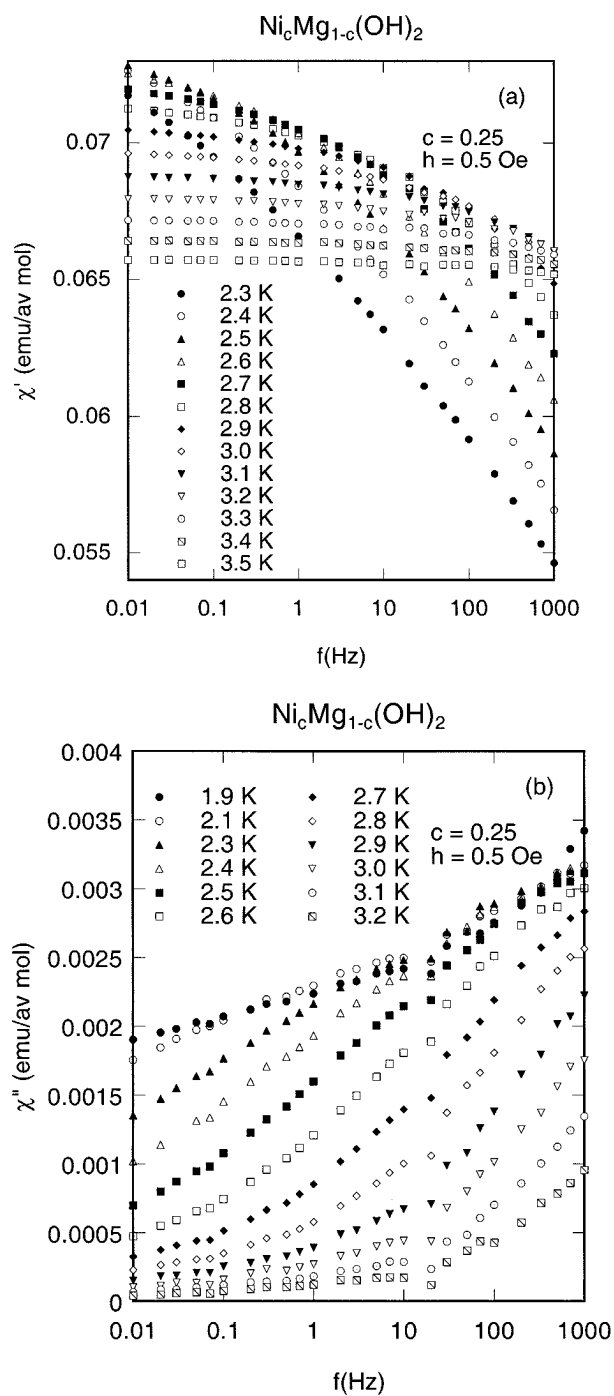 Ni_cMg_{1-c}(OH)_2
(a)
c = 0.25
h = 0.5 Oe
0.07
0.065
0.06
0.055
χ' (emu/av mol)
2.3 K
2.4 K
2.5 K
2.6 K
2.7 K
2.8 K
2.9 K
3.0 K
3.1 K
3.2 K
3.3 K
3.4 K
3.5 K
0.01 0.1 1 10 100 1000
f(Hz)
Ni_cMg_{1-c}(OH)_2
(b)
0.004
0.0035
0.003
0.0025
0.002
0.0015
0.001
0.0005
0
χ" (emu/av mol)
1.9 K 2.7 K
2.1 K 2.8 K
2.3 K 2.9 K
2.4 K 3.0 K
2.5 K 3.1 K
2.6 K 3.2 K
c = 0.25
h = 0.5 Oe
0.01 0.1 1 10 100 1000
f(Hz)